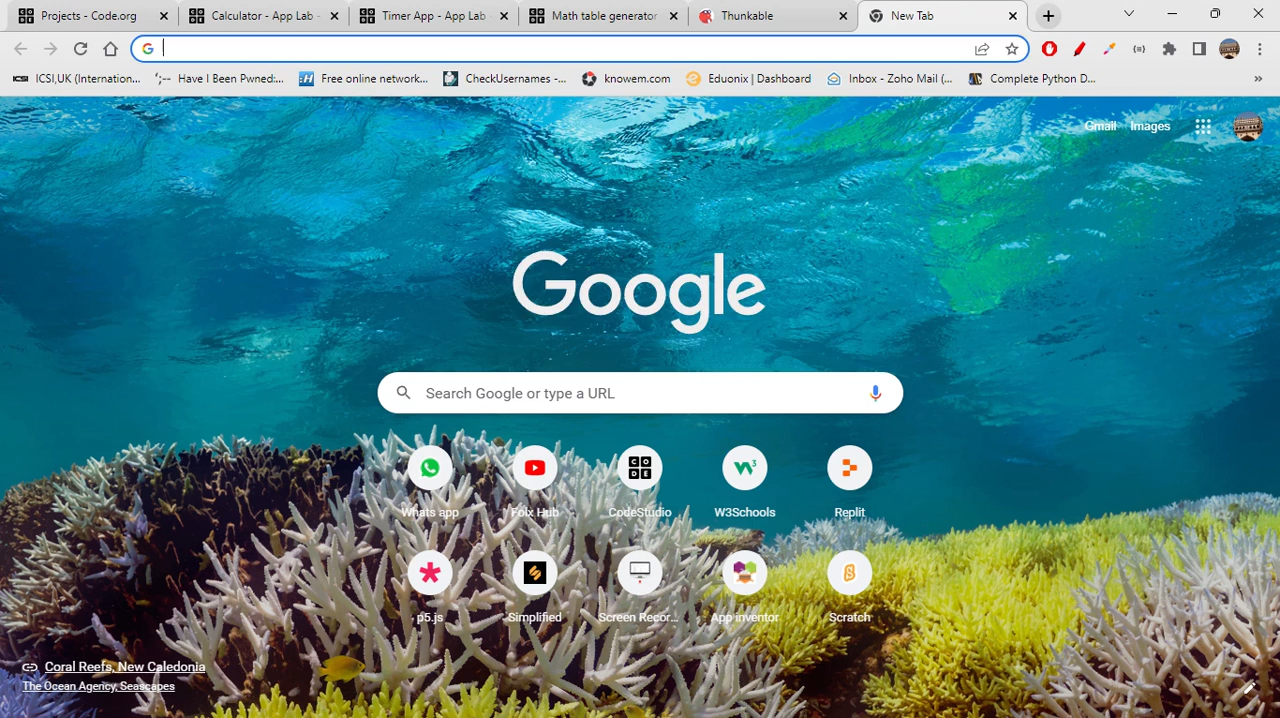 Projects - Code.org
Calculator - App Lab -
Timer App - App Lab
Math table generator
Thunkable
New Tab
ICSI,UK (Internation...
Have I Been Pwned:...
Free online network...
CheckUsernames -...
knowem.com
Edusmix | Dashboard
Inbox - Zoho Mail (...
Complete Python D...
Gmail Images
Google
Search Google or type a URL
Whats app
Folx Hub
CODE
CodeStudio
W3Schools
Replit
p5.js
Simplified
Screen Recor...
App inventor
Scratch
Coral Reefs, New Caledonia
The Ocean Agency, Seascapes